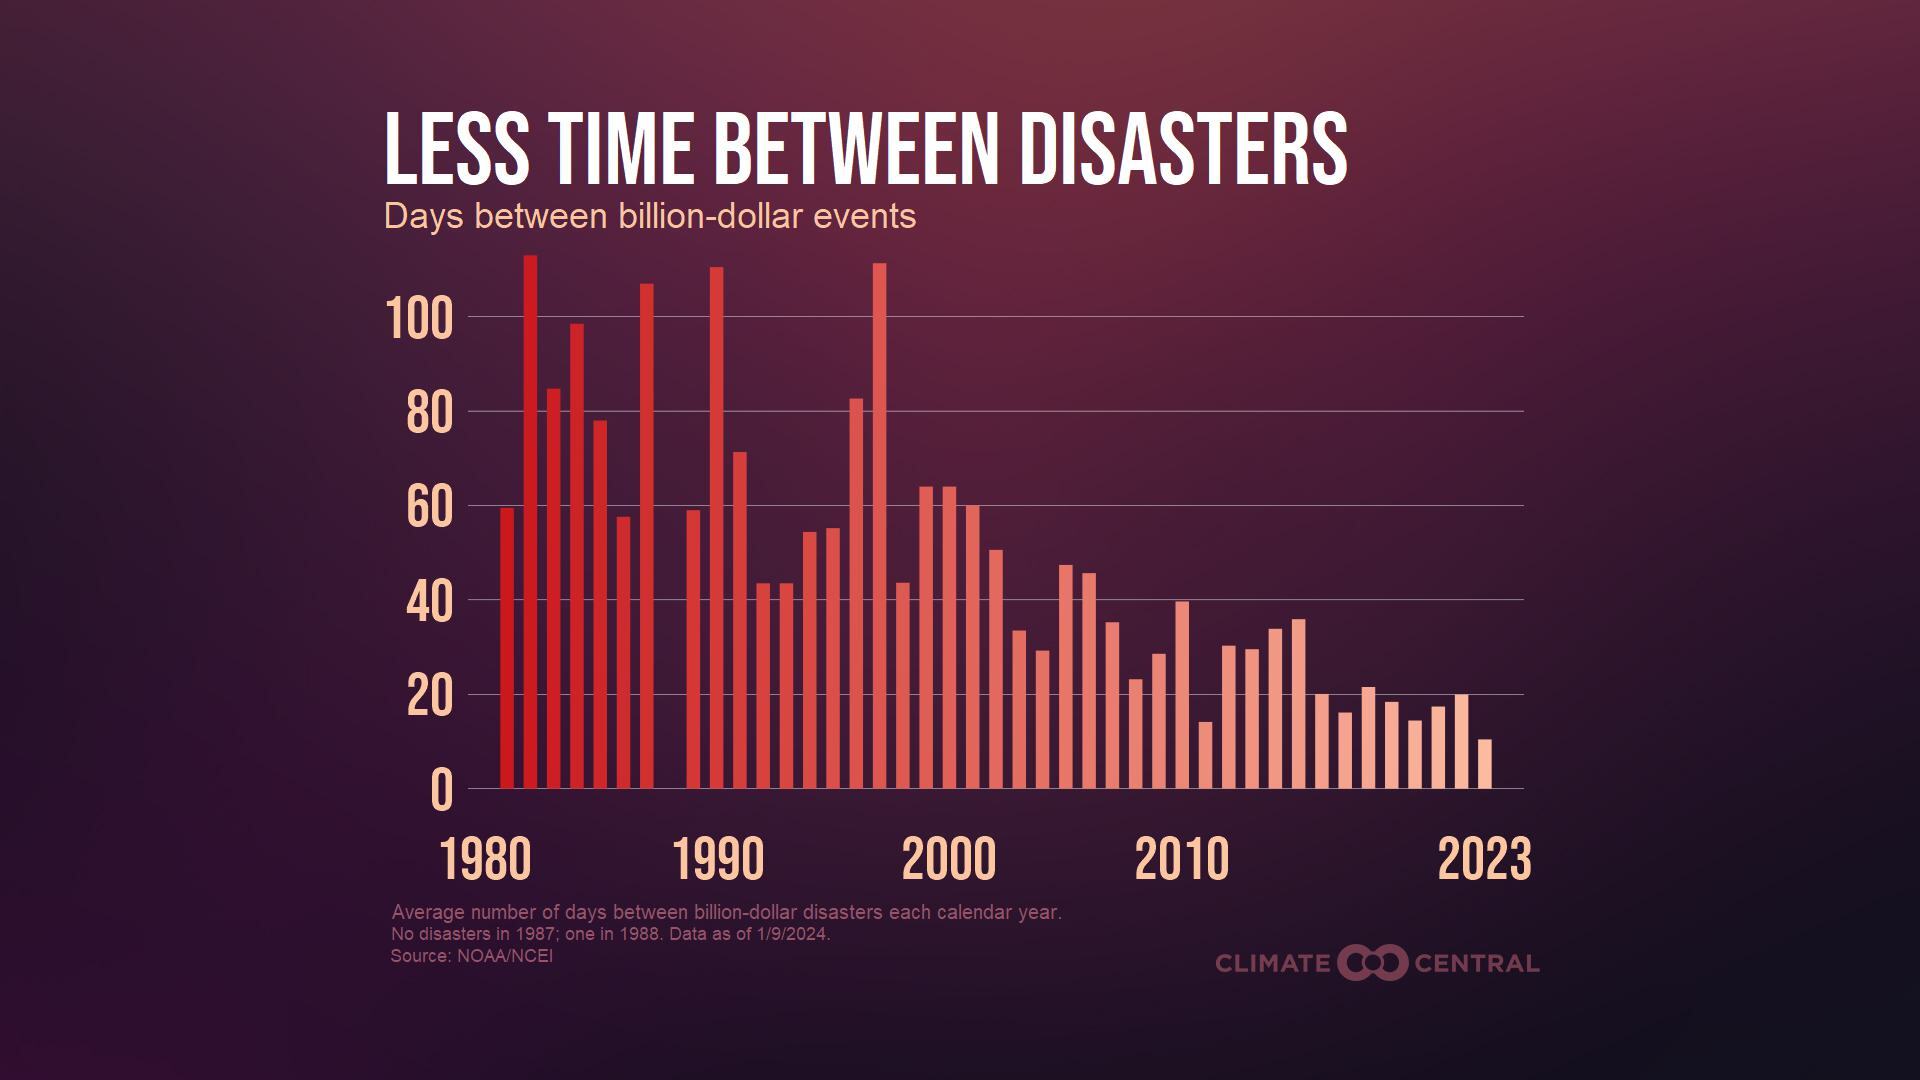 LESS TIME BETWEEN DISASTERS
Days between billion-dollar events
100
80
60
40
20
0
1980 1990 2000 2010 2023
Average number of days between billion-dollar disasters each calendar year.
No disasters in 1987; one in 1988. Data as of 1/9/2024.
Source: NOAA/NCEI
CLIMATE CENTRAL